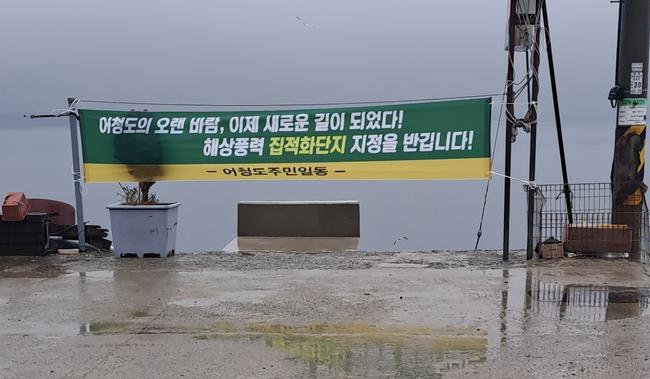 어청도의 오랜 바람, 이제 새로운 길이 되었다!
해상풍력 집적화단지 지정을 반깁니다!
- 어청도주민일동 -
20